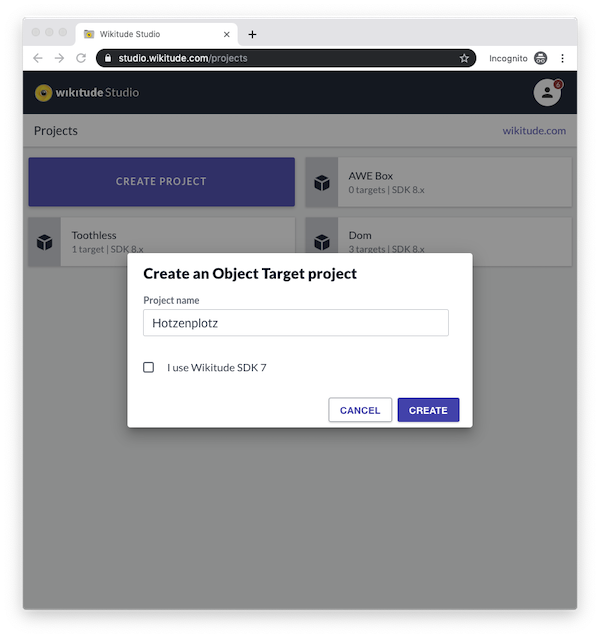 Wikitude Studio
studio.wikitude.com/projects
Incognito
wikitude Studio
6
Projects
wikitude.com
CREATE PROJECT
AWE Box
0 targets | SDK 8.x
Toothless
1 target | SDK 8.x
Dom
3 targets | SDK 8.x
Create an Object Target project
Project name
Hotzenplotz
I use Wikitude SDK 7
CANCEL
CREATE